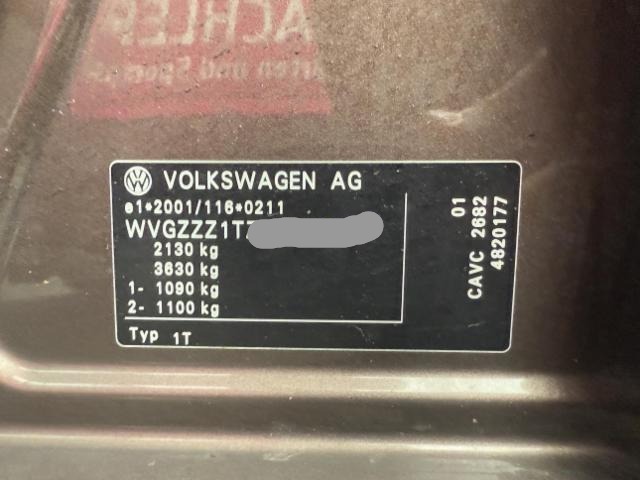 VOLKSWAGEN AG
e1*2001/116*0211
WVGZZZ1TZ
2130 kg
3630 kg
1- 1090 kg
2- 1100 kg
Typ 1T
01
CAVC 2682
4820177